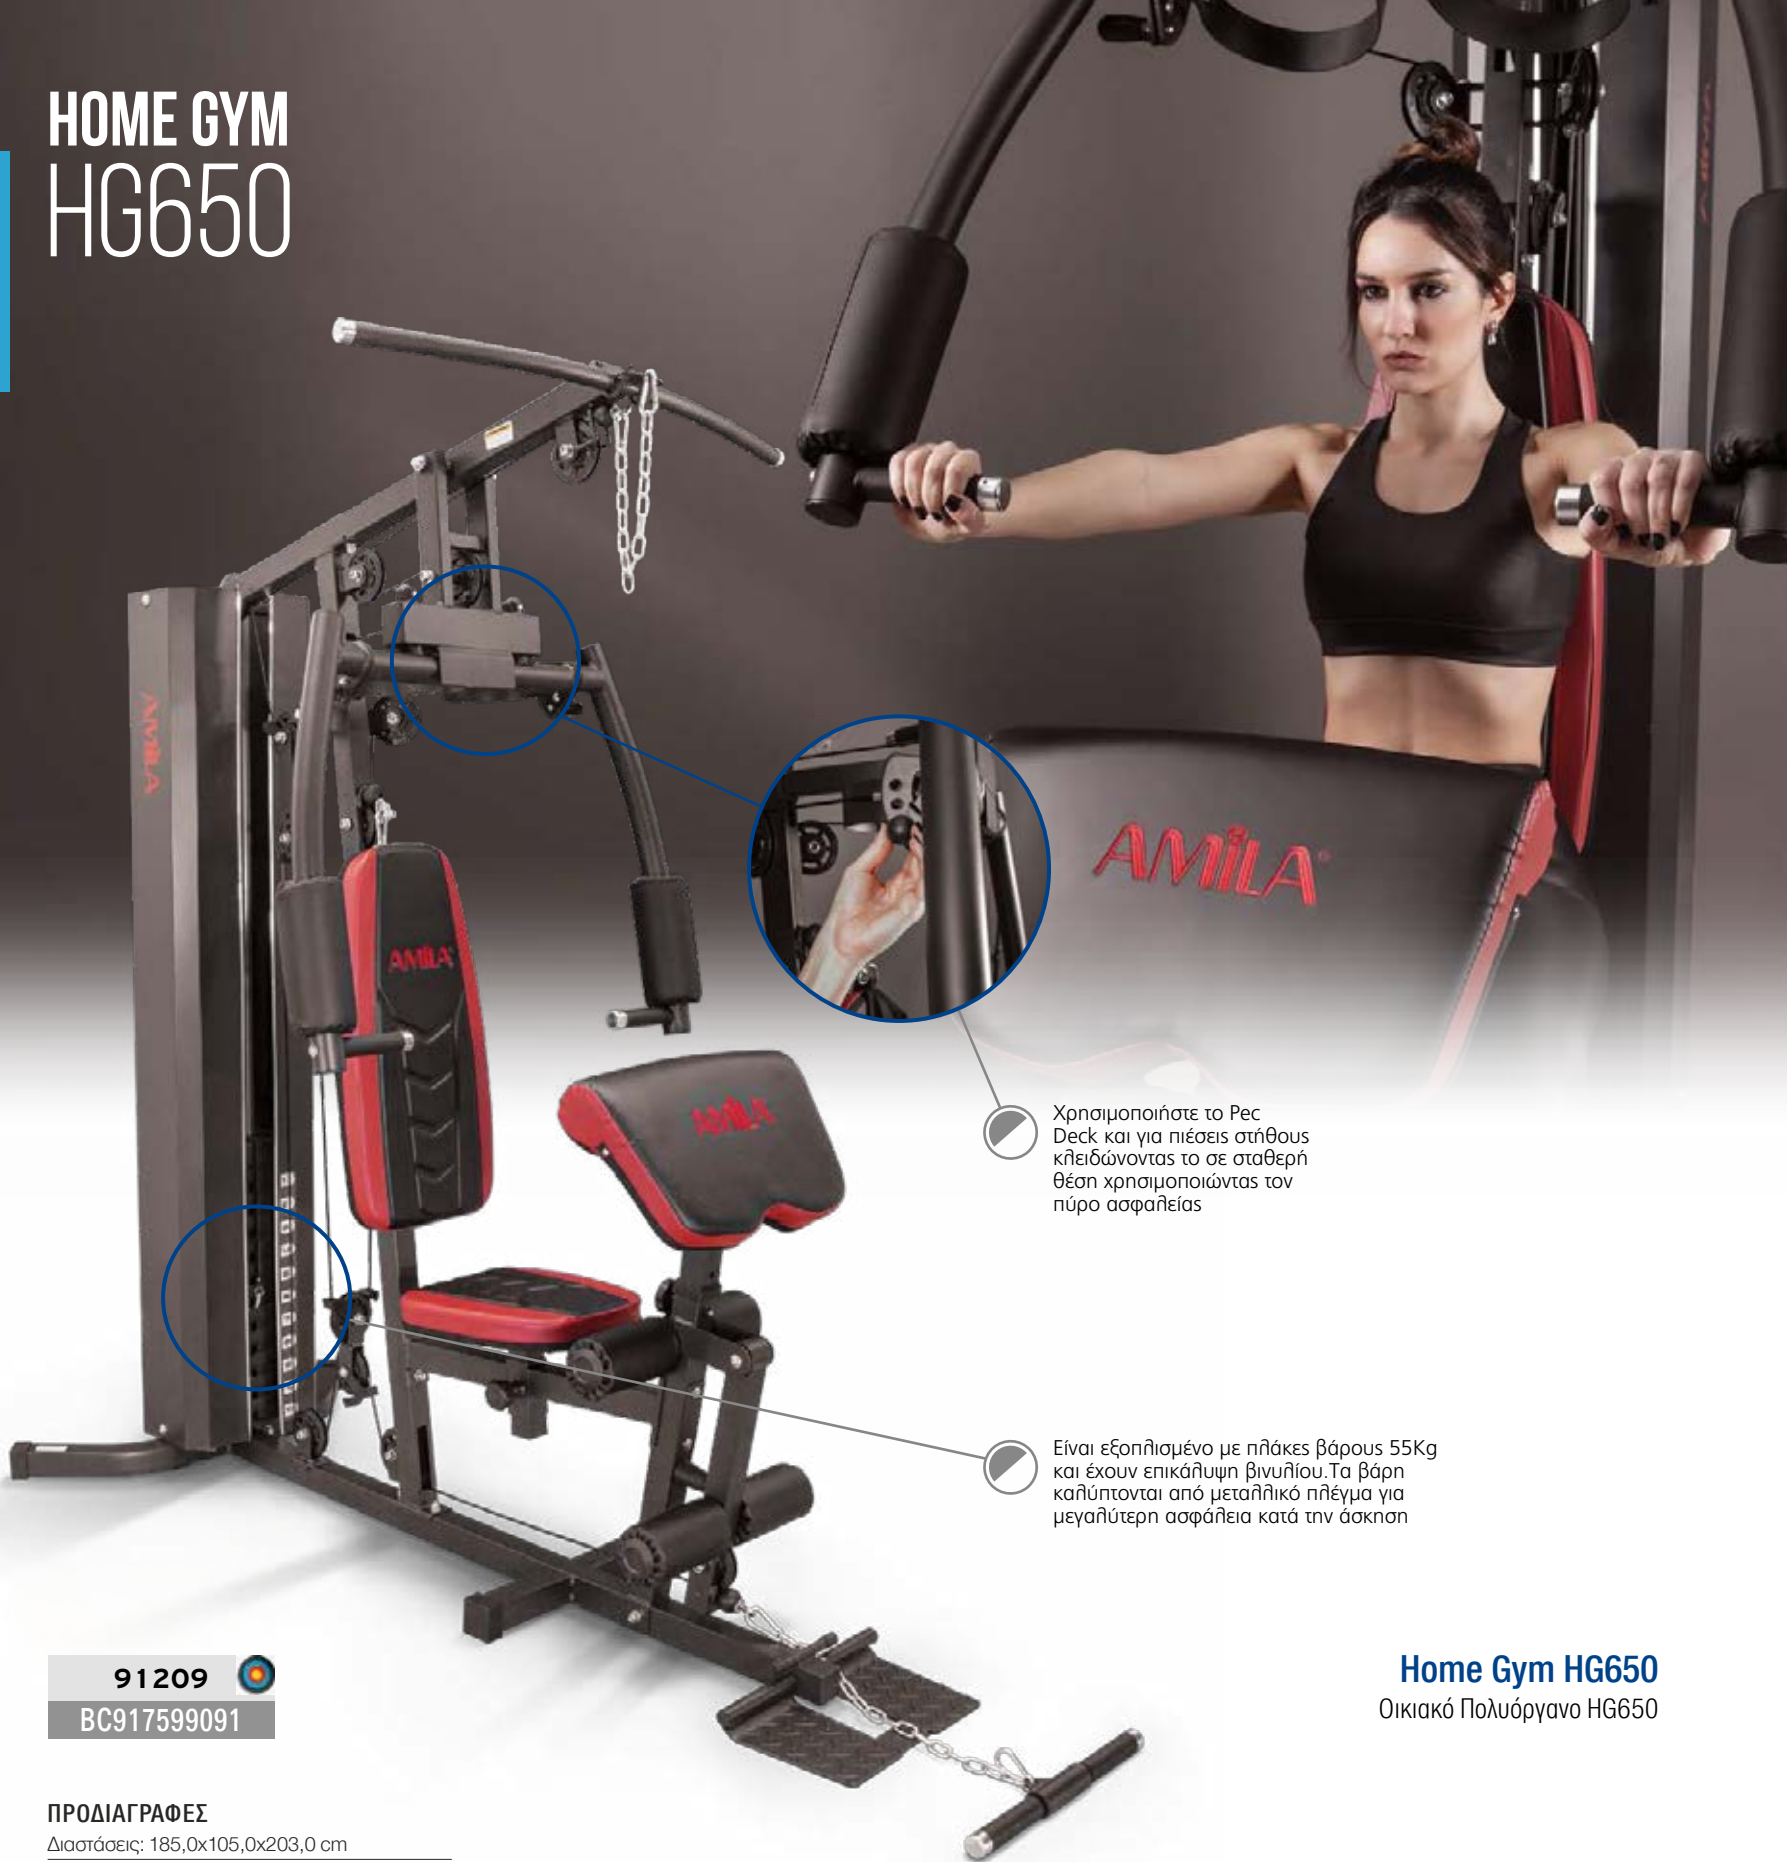 HOME GYM
HG650
AMILA
AMILA
AMILA
AMILA
Χρησιμοποιήστε το Pec
Deck και για πιέσεις στήθους
κλειδώνοντας το σε σταθερή
θέση χρησιμοποιώντας τον
πύρο ασφαλείας
Είναι εξοπλισμένο με πλάκες βάρους 55Kg
και έχουν επικάλυψη βινυλίου.Τα βάρη
καλύπτονται από μεταλλικό πλέγμα για
μεγαλύτερη ασφάλεια κατά την άσκηση
91209
BC917599091
Home Gym HG650
Οικιακό Πολυόργανο HG650
ΠΡΟΔΙΑΓΡΑΦΕΣ
Διαστάσεις: 185,0x105,0x203,0 cm